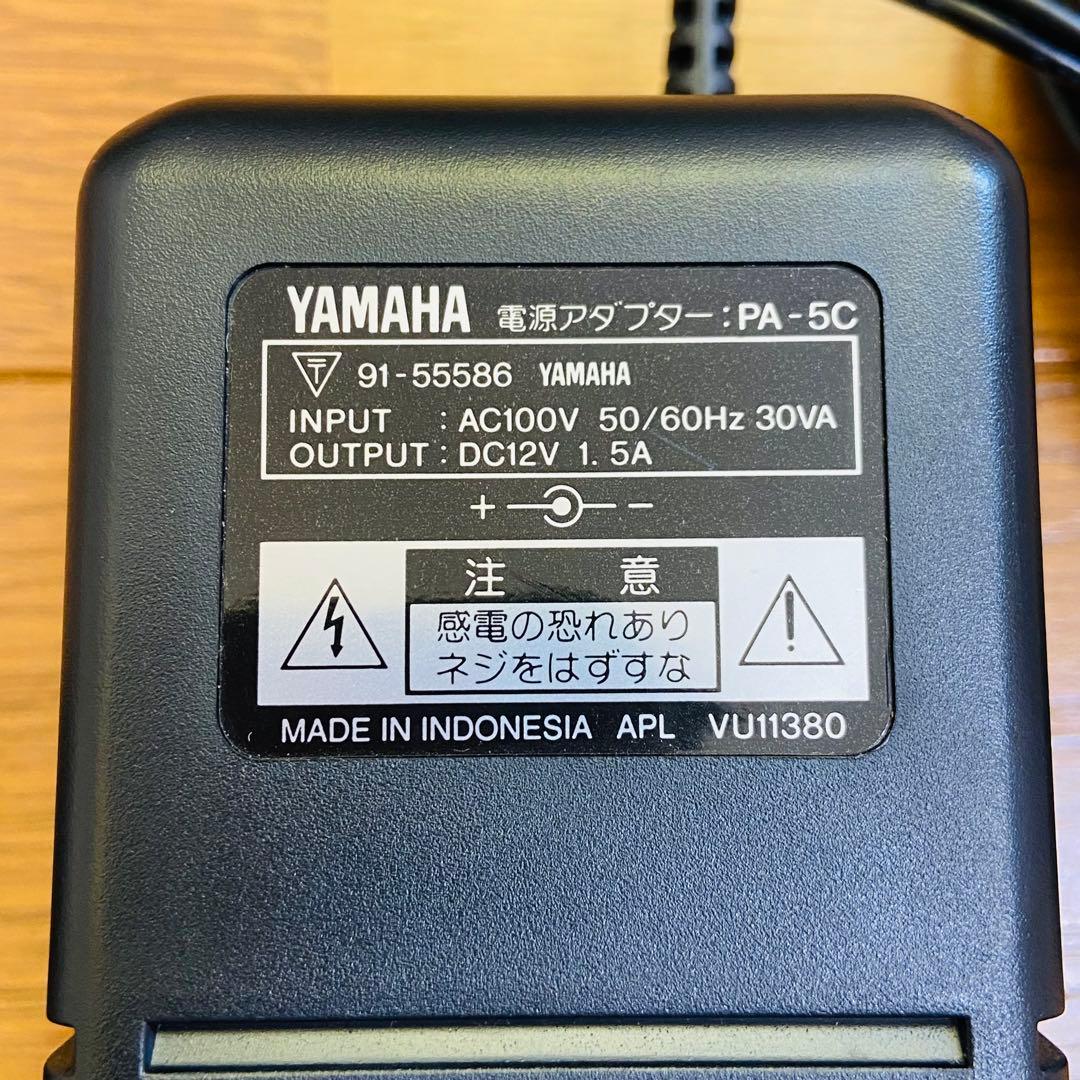 YAMAHA 電源アダプター:PA-5C
〒 91-55586 YAMAHA
INPUT : AC100V 50/60Hz 30VA
OUTPUT : DC12V 1.5A
+ −
注 意
感電の恐れあり
ネジをはずすな
MADE IN INDONESIA APL VU11380